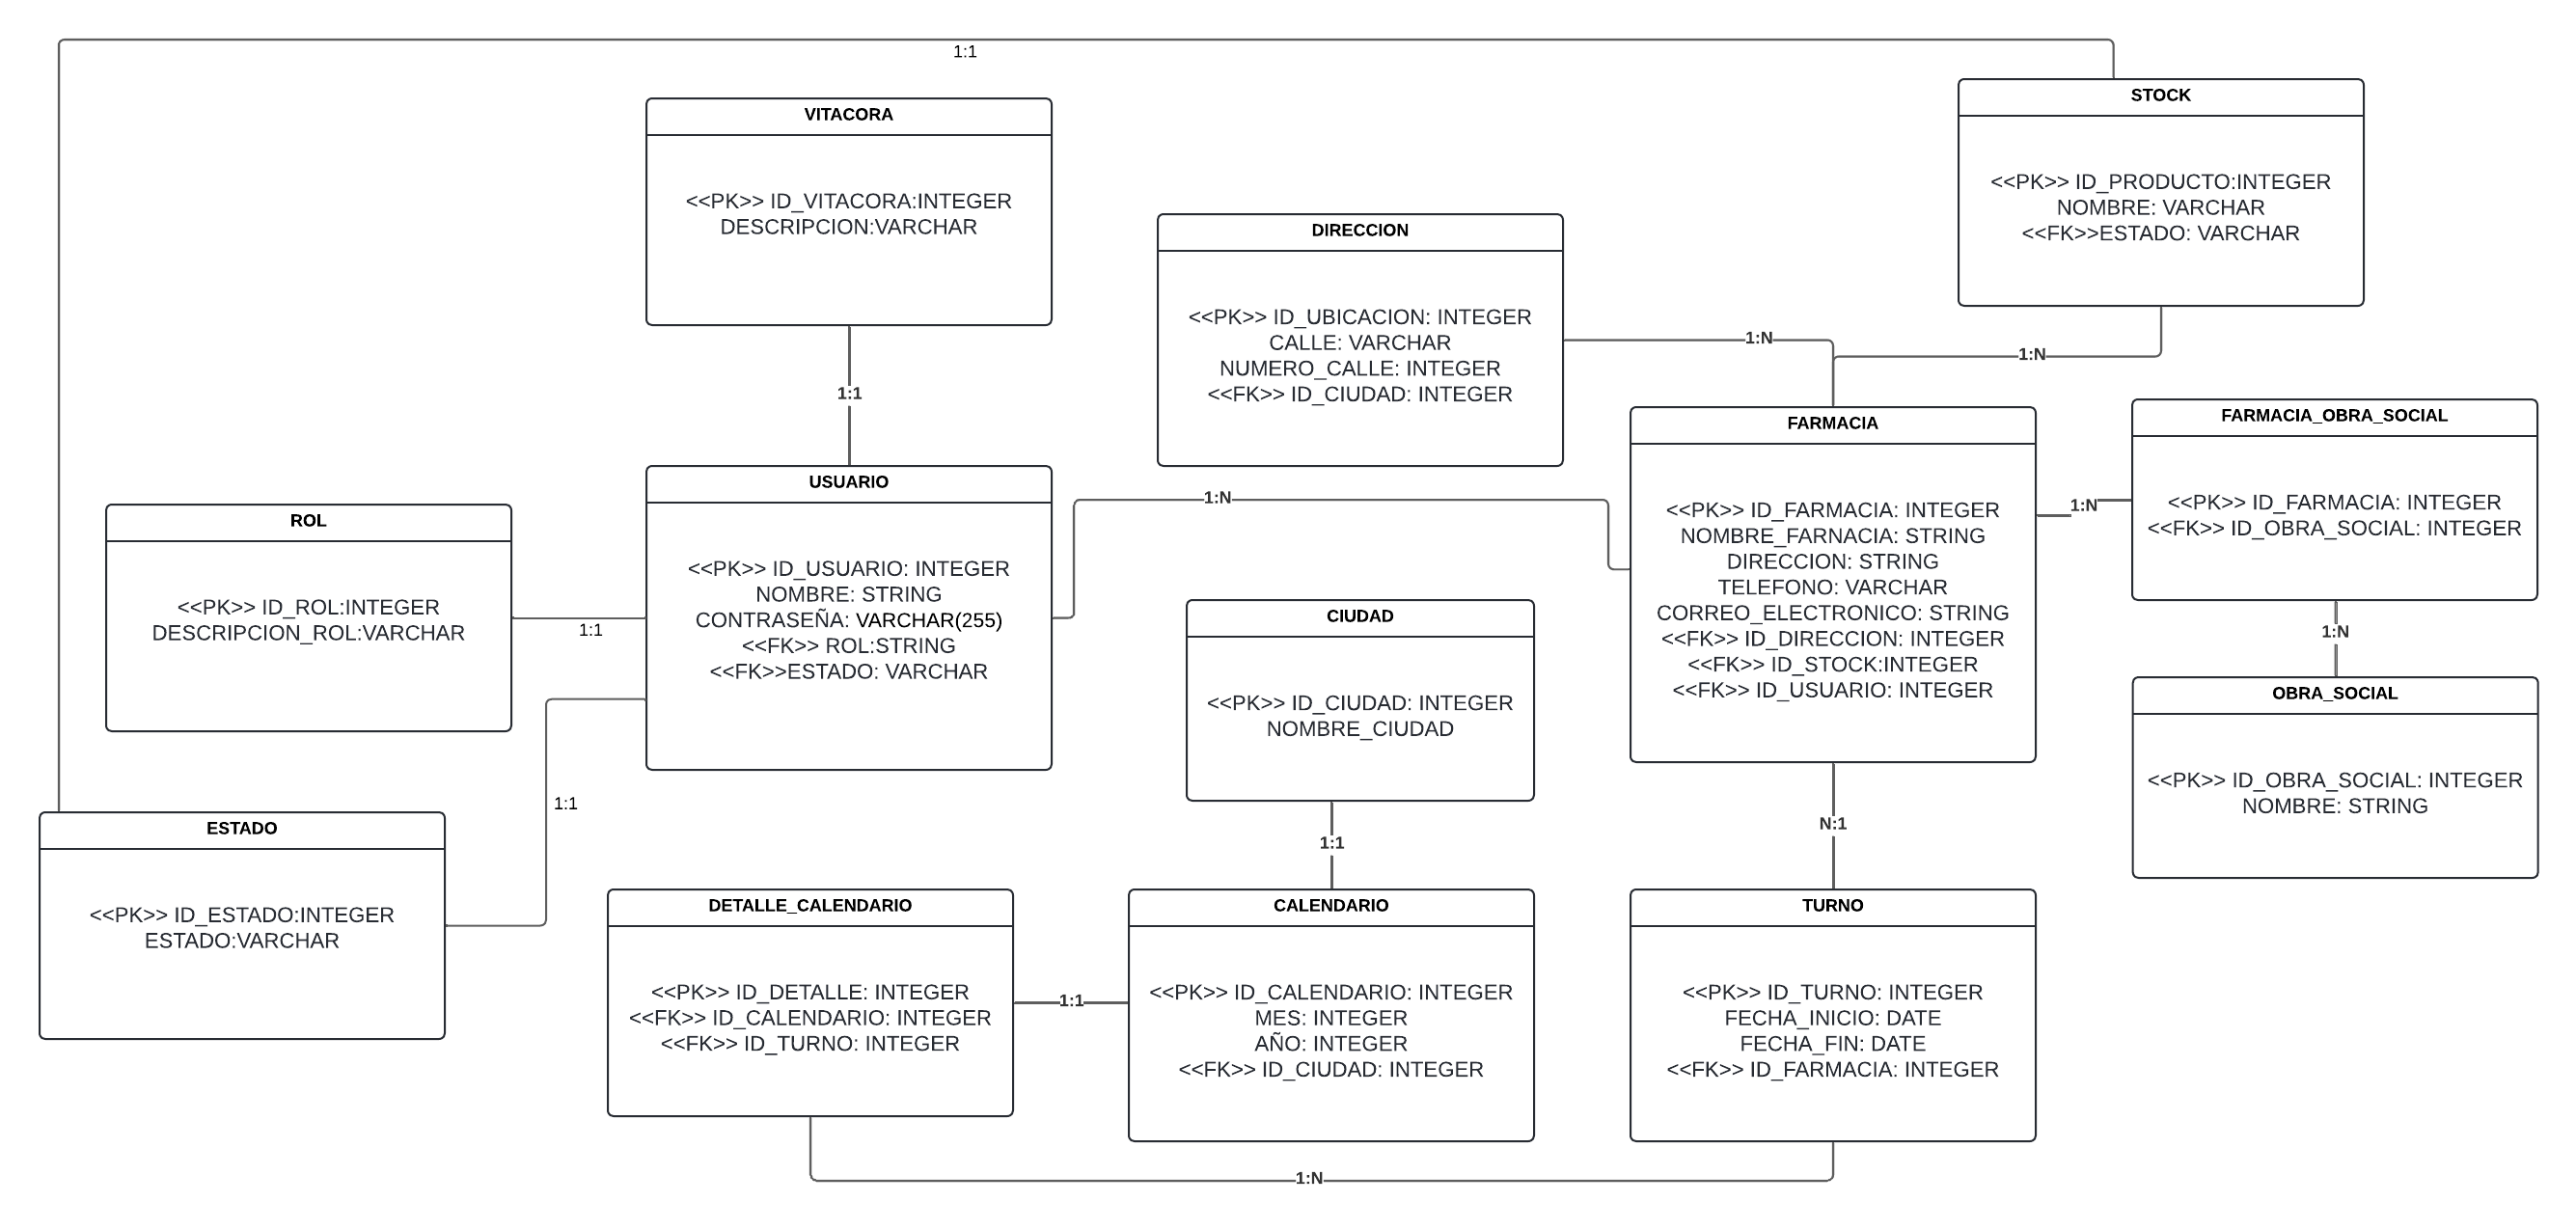 1:1
VITACORA
<<PK>> ID_VITACORA:INTEGER
DESCRIPCION:VARCHAR
STOCK
<<PK>> ID_PRODUCTO:INTEGER
NOMBRE: VARCHAR
<<FK>>ESTADO: VARCHAR
DIRECCION
<<PK>> ID_UBICACION: INTEGER
CALLE: VARCHAR
NUMERO_CALLE: INTEGER
<<FK>> ID_CIUDAD: INTEGER
1:N
1:N
1:1
FARMACIA
<<PK>> ID_FARMACIA: INTEGER
NOMBRE_FARNACIA: STRING
DIRECCION: STRING
TELEFONO: VARCHAR
CORREO_ELECTRONICO: STRING
<<FK>> ID_DIRECCION: INTEGER
<<FK>> ID_STOCK:INTEGER
<<FK>> ID_USUARIO: INTEGER
1:N
FARMACIA_OBRA_SOCIAL
<<PK>> ID_FARMACIA: INTEGER
<<FK>> ID_OBRA_SOCIAL: INTEGER
1:N
OBRA_SOCIAL
<<PK>> ID_OBRA_SOCIAL: INTEGER
NOMBRE: STRING
USUARIO
<<PK>> ID_USUARIO: INTEGER
NOMBRE: STRING
CONTRASEÑA: VARCHAR(255)
<<FK>> ROL:STRING
<<FK>>ESTADO: VARCHAR
1:N
ROL
<<PK>> ID_ROL:INTEGER
DESCRIPCION_ROL:VARCHAR
1:1
CIUDAD
<<PK>> ID_CIUDAD: INTEGER
NOMBRE_CIUDAD
1:1
1:1
N:1
ESTADO
<<PK>> ID_ESTADO:INTEGER
ESTADO:VARCHAR
DETALLE_CALENDARIO
<<PK>> ID_DETALLE: INTEGER
<<FK>> ID_CALENDARIO: INTEGER
<<FK>> ID_TURNO: INTEGER
1:1
CALENDARIO
<<PK>> ID_CALENDARIO: INTEGER
MES: INTEGER
AÑO: INTEGER
<<FK>> ID_CIUDAD: INTEGER
TURNO
<<PK>> ID_TURNO: INTEGER
FECHA_INICIO: DATE
FECHA_FIN: DATE
<<FK>> ID_FARMACIA: INTEGER
1:N